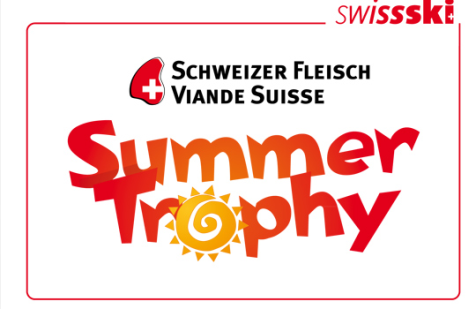 swissski
SCHWEIZER FLEISCH
VIANDE SUISSE
Summer
Trophy